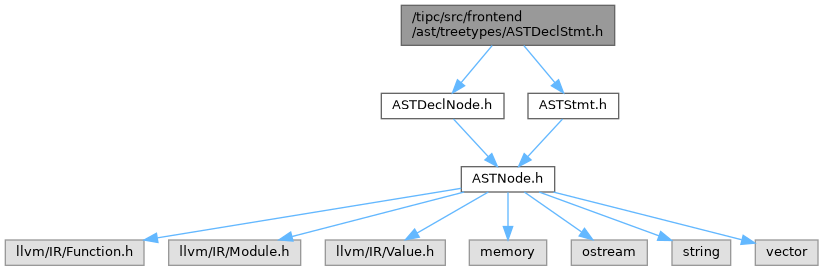 /tipc/src/frontend
/ast/treetypes/ASTDeclStmt.h
ASTDeclNode.h
ASTStmt.h
ASTNode.h
llvm/IR/Function.h
llvm/IR/Module.h
llvm/IR/Value.h
memory
ostream
string
vector